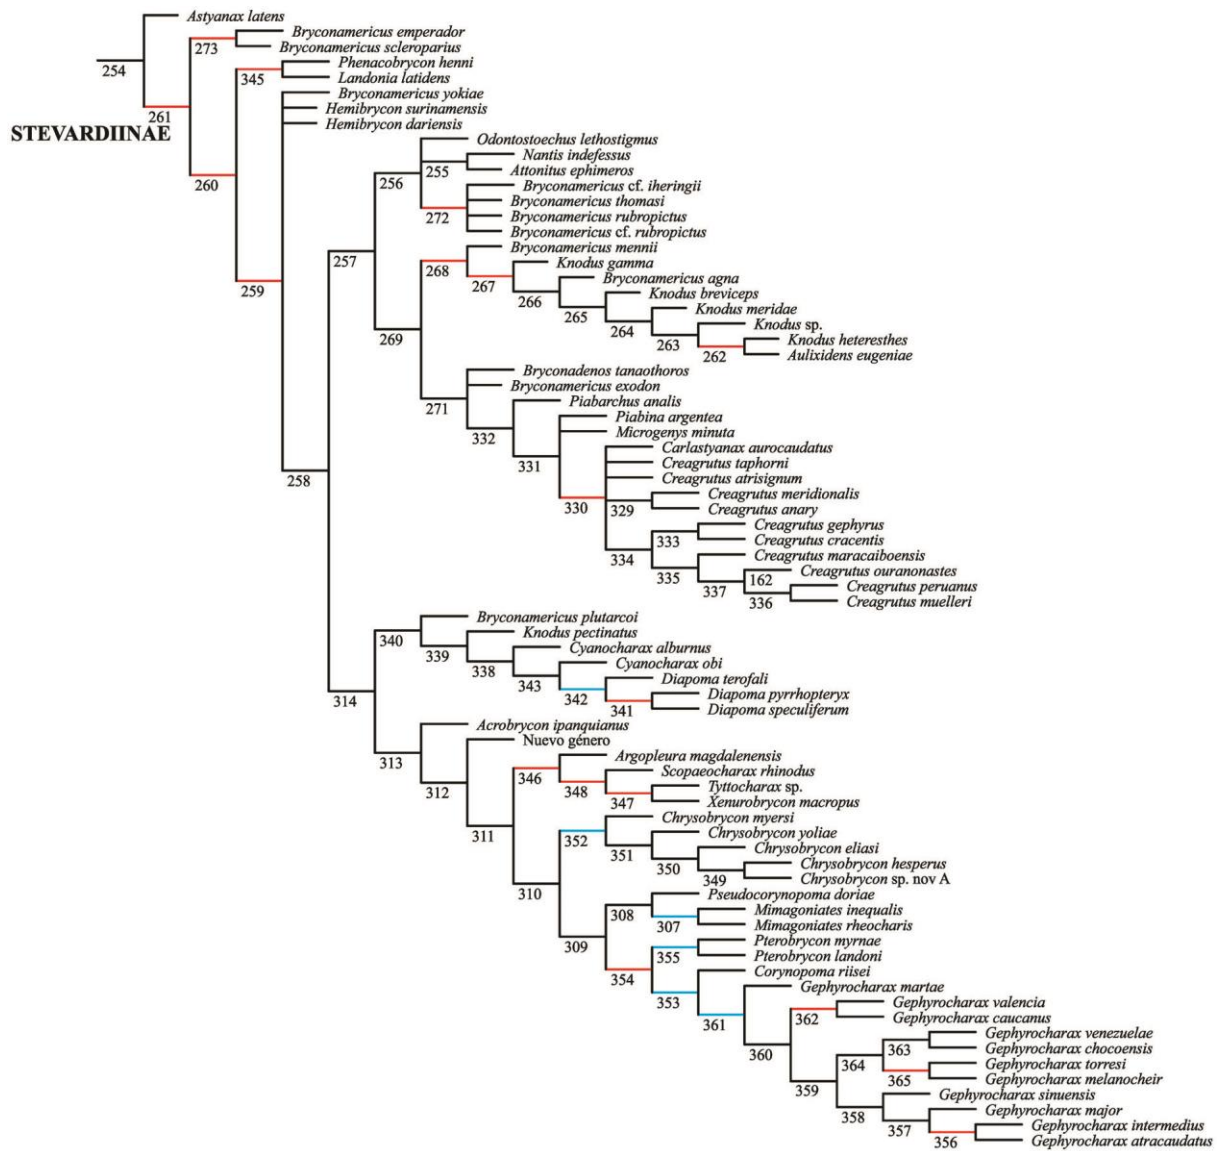 Astyanax latens
Bryconamericus emperador
273
Bryconamericus scleroparius
Phenacobrycon henni
254
345
Landonia latidens
Bryconamericus yokiae
Hemibrycon surinamensis
261
Hemibrycon dariensis
STEVARDIINAE
Odontostoechus lethostigmus
Nantis indefessus
255
Attonitus ephimeros
256
260
Bryconamericus cf. iheringii
Bryconamericus thomasi
272
Bryconamericus rubropictus
Bryconamericus cf. rubropictus
Bryconamericus mennii
257
268
Knodus gamma
267
Bryconamericus agna
259
266
Knodus breviceps
265
Knodus meridae
264
Knodus sp.
269
263
Knodus heteresthes
262
Aulixidens eugeniae
Bryconadenos tanaothoros
Bryconamericus exodon
271
Piabarchus analis
Piabina argentea
332
Microgenys minuta
Carlastyanax aurocaudatus
331
Creagrutus taphorni
258
Creagrutus atrisignum
Creagrutus meridionalis
330
329
Creagrutus anary
Creagrutus gephyrus
333
Creagrutus cracentis
334
Creagrutus maracaiboensis
335
Creagrutus ouranonastes
337
162
Creagrutus peruanus
336
Creagrutus muelleri
Bryconamericus plutarcoi
340
Knodus pectinatus
339
Cyanocharax alburnus
338
Cyanocharax obi
343
Diapoma terofali
314
342
Diapoma pyrrhopteryx
341
Diapoma speculiferum
Acrobrycon ipanquianus
Nuevo género
313
Argopleura magdalenensis
346
Scopaeocharax rhinodus
312
348
Tyttocharax sp.
347
Xenurobrycon macropus
Chrysobrycon myersi
311
352
Chrysobrycon yoliae
351
Chrysobrycon eliasi
350
Chrysobrycon hesperus
349
Chrysobrycon sp. nov A
310
Pseudocorynopoma doriae
308
Mimagoniates inequalis
307
Mimagoniates rheocharis
309
Pterobrycon myrnae
355
Pterobrycon landoni
354
Corynopoma riisei
353
Gephyrocharax martae
Gephyrocharax valencia
361
362
Gephyrocharax caucanus
Gephyrocharax venezuelae
360
363
Gephyrocharax chocoensis
364
Gephyrocharax torresi
365
Gephyrocharax melanocheir
359
Gephyrocharax sinuensis
358
Gephyrocharax major
357
Gephyrocharax intermedius
356
Gephyrocharax atracaudatus